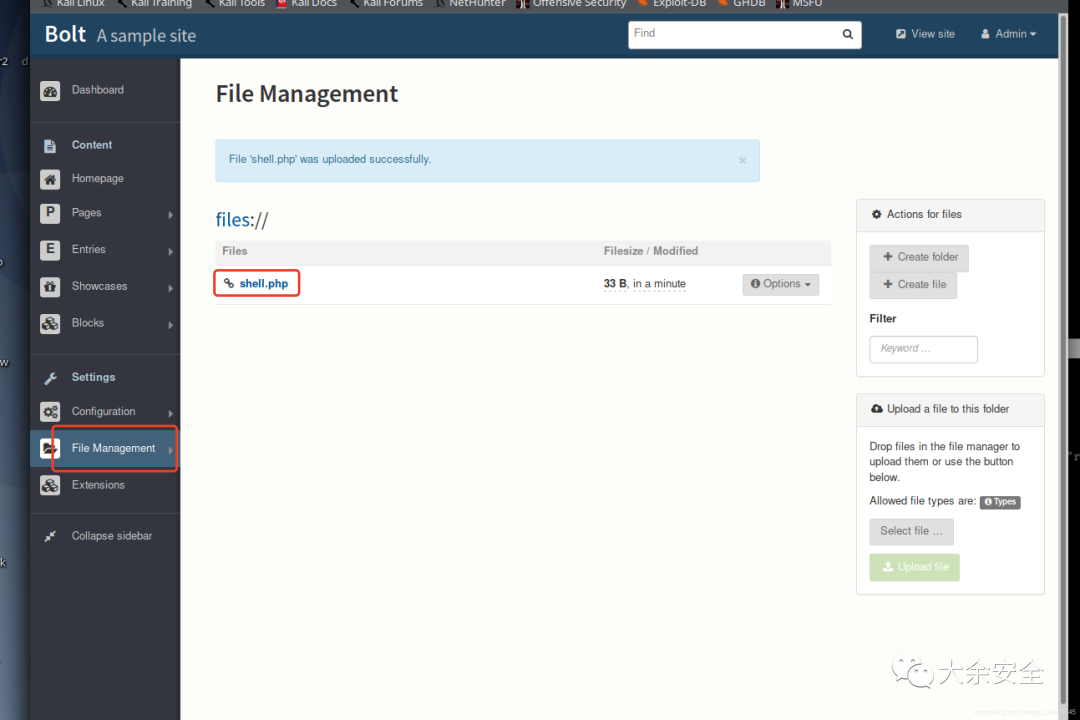 Kali Linux Kali Training Kali Tools Kali Docs Kali Forums NetHunter Offensive Security Exploit-DB GHDB MSFU
Bolt A sample site
Find
View site
Admin
Dashboard
Content
Homepage
P Pages
E Entries
Showcases
Blocks
Settings
Configuration
File Management
Extensions
Collapse sidebar
File Management
File 'shell.php' was uploaded successfully. ×
files://
Files Filesize / Modified
shell.php 33 B, in a minute Options
Actions for files
Create folder
Create file
Filter
Keyword ...
Upload a file to this folder
Drop files in the file manager to
upload them or use the button
below.
Allowed file types are: Types
Select file ...
Upload file
大余安全